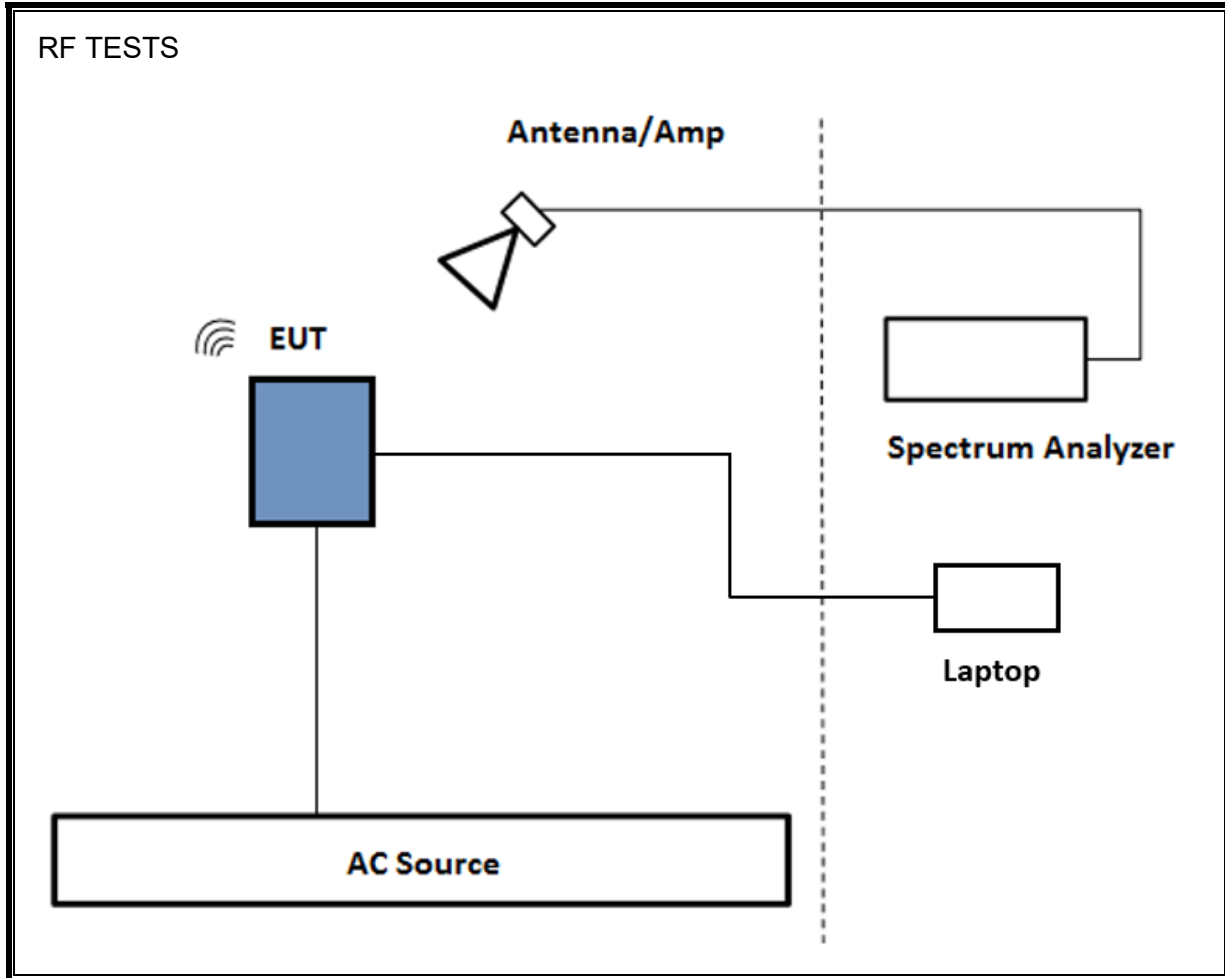 RF TESTS
Antenna/Amp
EUT
Spectrum Analyzer
Laptop
AC Source